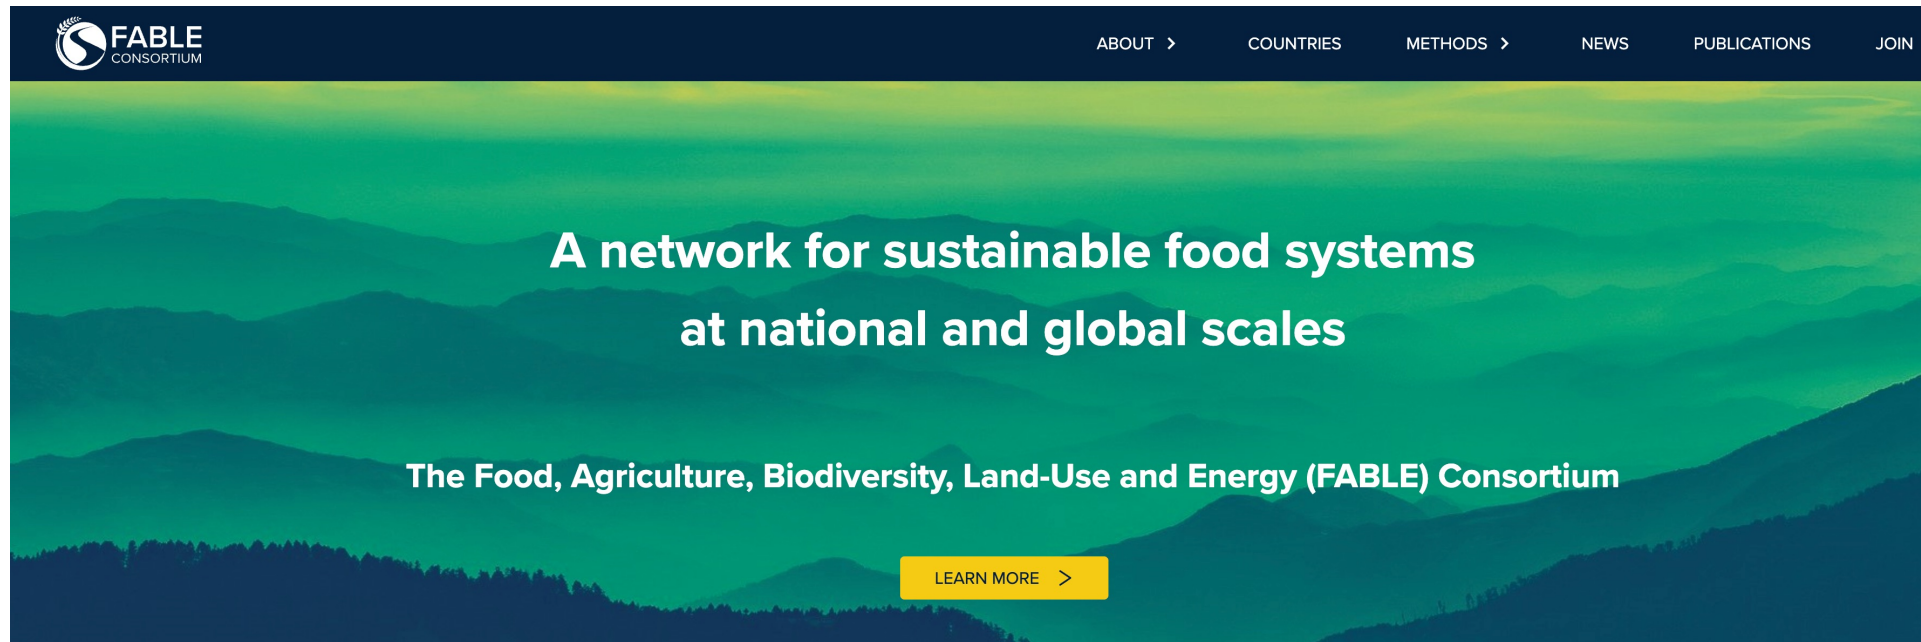 FABLE
CONSORTIUM
ABOUT
COUNTRIES
METHODS
NEWS
PUBLICATIONS
JOIN
A network for sustainable food systems
at national and global scales
The Food, Agriculture, Biodiversity, Land-Use and Energy (FABLE) Consortium
LEARN MORE